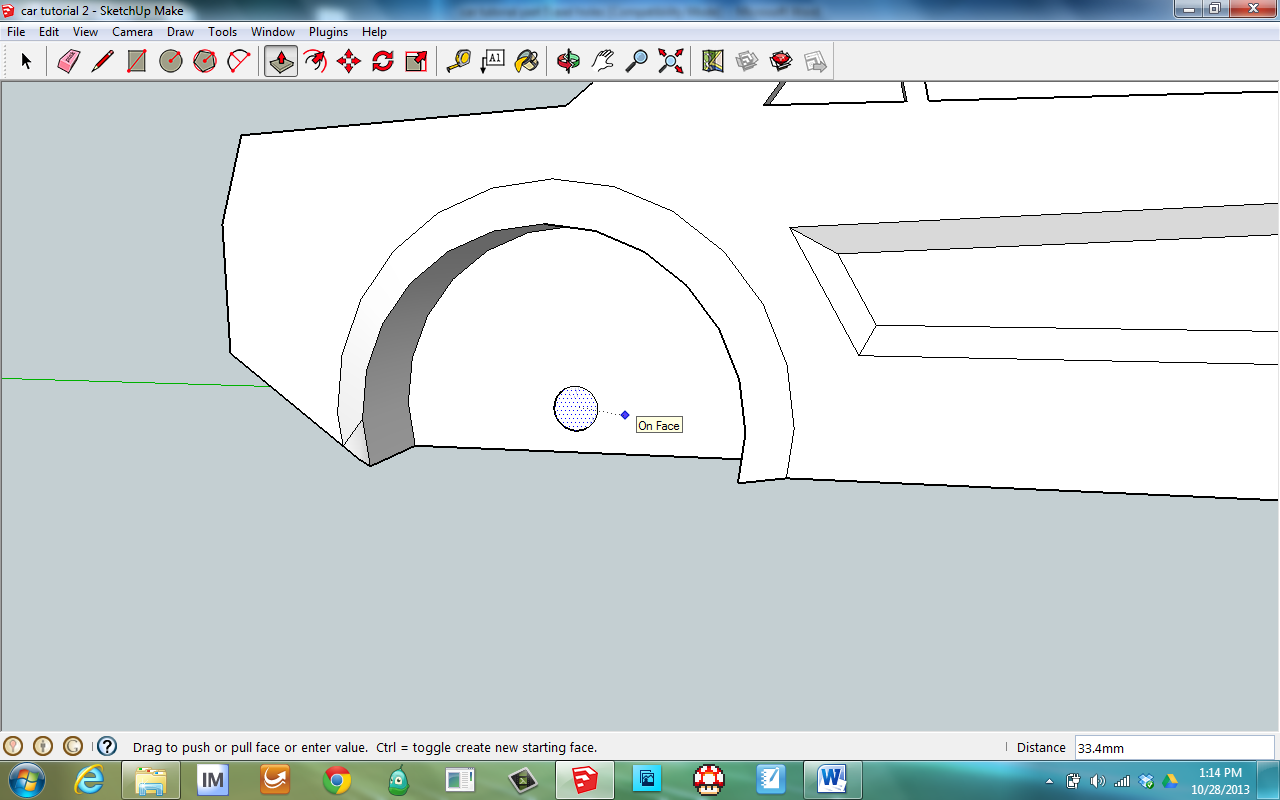 car tutorial 2 - SketchUp Make
File Edit View Camera Draw Tools Window Plugins Help
A1
On Face
Drag to push or pull face or enter value. Ctrl = toggle create new starting face.
Distance 33.4mm
IM
W
1:14 PM
10/28/2013